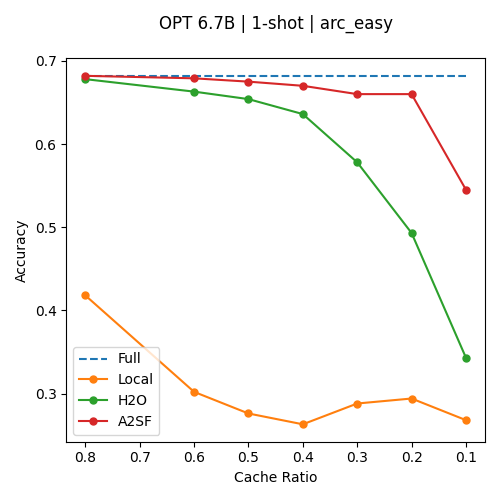 OPT 6.7B | 1-shot | arc_easy
0.7
0.6
0.5
0.4
0.3
Accuracy
Full
Local
H2O
A2SF
0.8 0.7 0.6 0.5 0.4 0.3 0.2 0.1
Cache Ratio